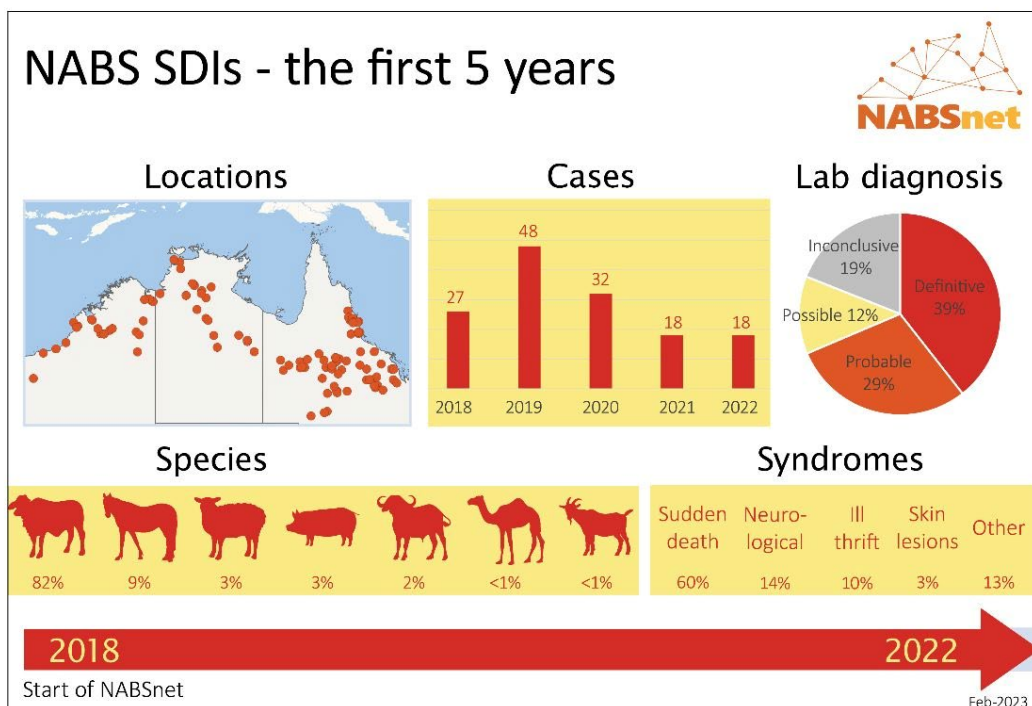 NABS SDIs - the first 5 years
NABSnet
Locations
Cases
27
48
32
18
18
2018
2019
2020
2021
2022
Lab diagnosis
Inconclusive
19%
Definitive
39%
Possible 12%
Probable
29%
Species
82%
9%
3%
3%
2%
<1%
<1%
Syndromes
Sudden
death
Neuro-
logical
Ill
thrift
Skin
lesions
Other
60%
14%
10%
3%
13%
2018
2022
Start of NABSnet
Feb-2023